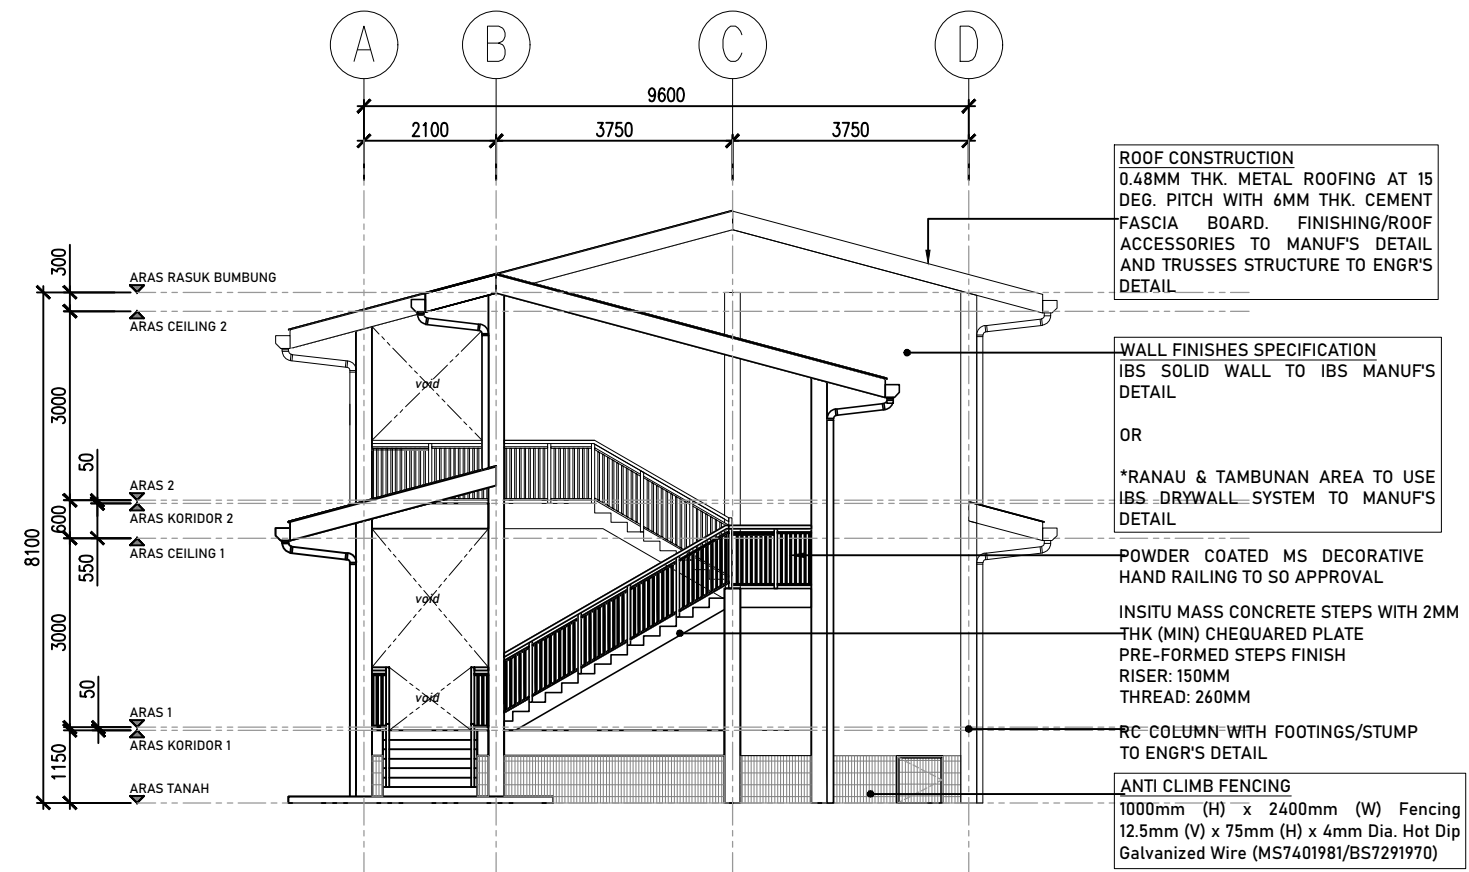 A
B
C
D
9600
2100
3750
3750
ROOF CONSTRUCTION
0.48MM THK. METAL ROOFING AT 15
DEG. PITCH WITH 6MM THK. CEMENT
FASCIA BOARD. FINISHING/ROOF
ACCESSORIES TO MANUF'S DETAIL
AND TRUSSES STRUCTURE TO ENGR'S
DETAIL
300
ARAS RASUK BUMBUNG
ARAS CEILING 2
WALL FINISHES SPECIFICATION
IBS SOLID WALL TO IBS MANUF'S
DETAIL
OR
*RANAU & TAMBUNAN AREA TO USE
IBS DRYWALL SYSTEM TO MANUF'S
DETAIL
void
3000
50
ARAS 2
ARAS KORIDOR 2
600
8100
ARAS CEILING 1
550
POWDER COATED MS DECORATIVE
HAND RAILING TO SO APPROVAL
void
3000
INSITU MASS CONCRETE STEPS WITH 2MM
THK (MIN) CHEQUARED PLATE
PRE-FORMED STEPS FINISH
RISER: 150MM
THREAD: 260MM
void
50
ARAS 1
ARAS KORIDOR 1
RC COLUMN WITH FOOTINGS/STUMP
TO ENGR'S DETAIL
1150
ARAS TANAH
ANTI CLIMB FENCING
1000mm (H) x 2400mm (W) Fencing
12.5mm (V) x 75mm (H) x 4mm Dia. Hot Dip
Galvanized Wire (MS7401981/BS7291970)